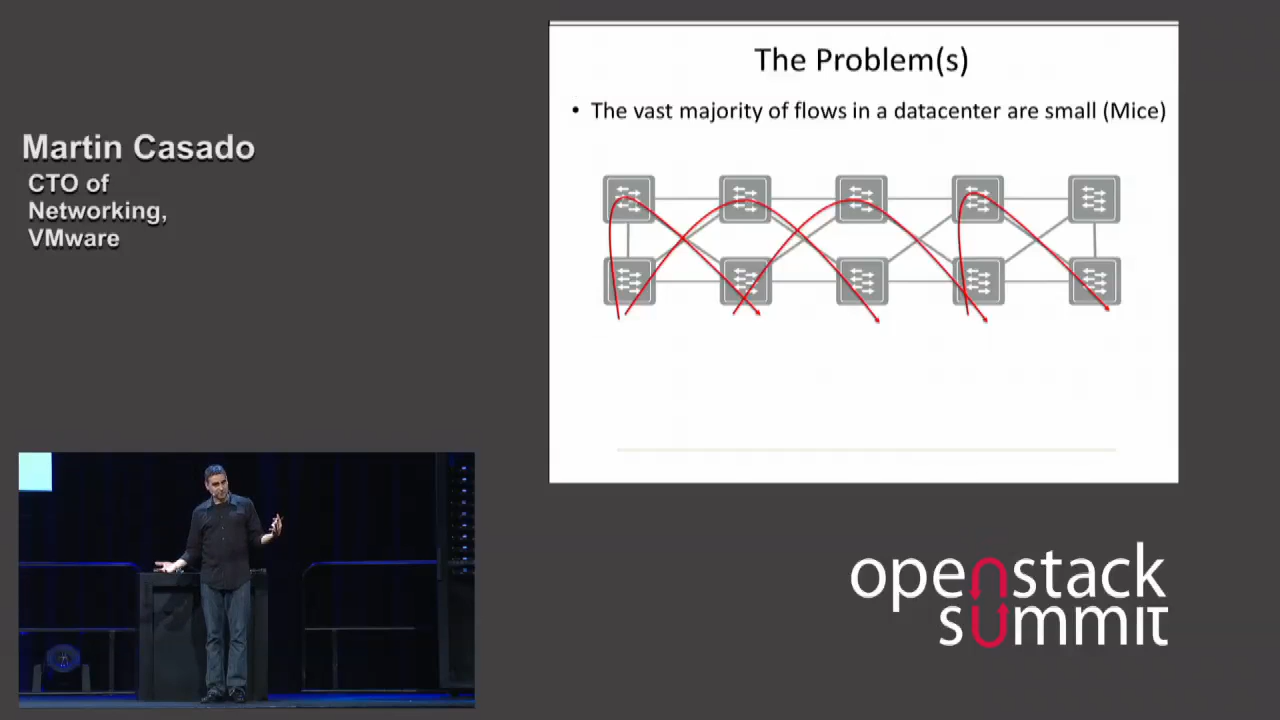 Martin Casado
CTO of
Networking,
VMware
The Problem(s)
• The vast majority of flows in a datacenter are small (Mice)
openstack
summit